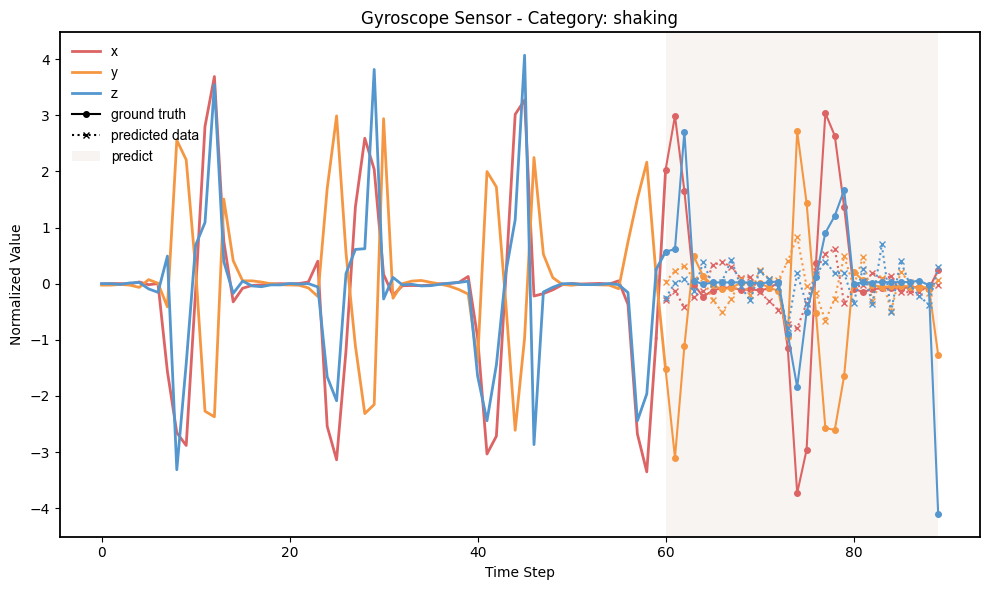 Gyroscope Sensor - Category: shaking
x
y
z
ground truth
predicted data
predict
Normalized Value
4
3
2
1
0
−1
−2
−3
−4
0 20 40 60 80
Time Step